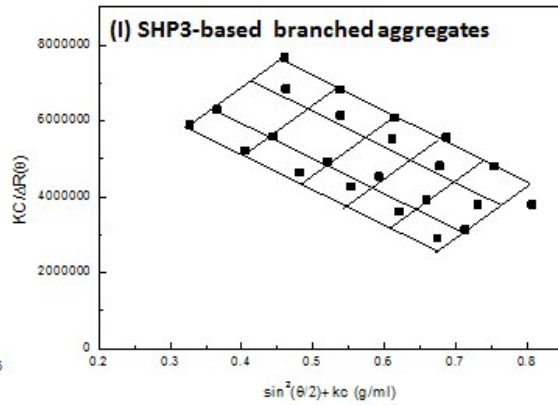 (I) SHP3-based branched aggregates
8000000
6000000
4000000
2000000
0
KC/ΔR(θ)
0.2 0.3 0.4 0.5 0.6 0.7 0.8
sin²(θ/2)+kc (g/ml)